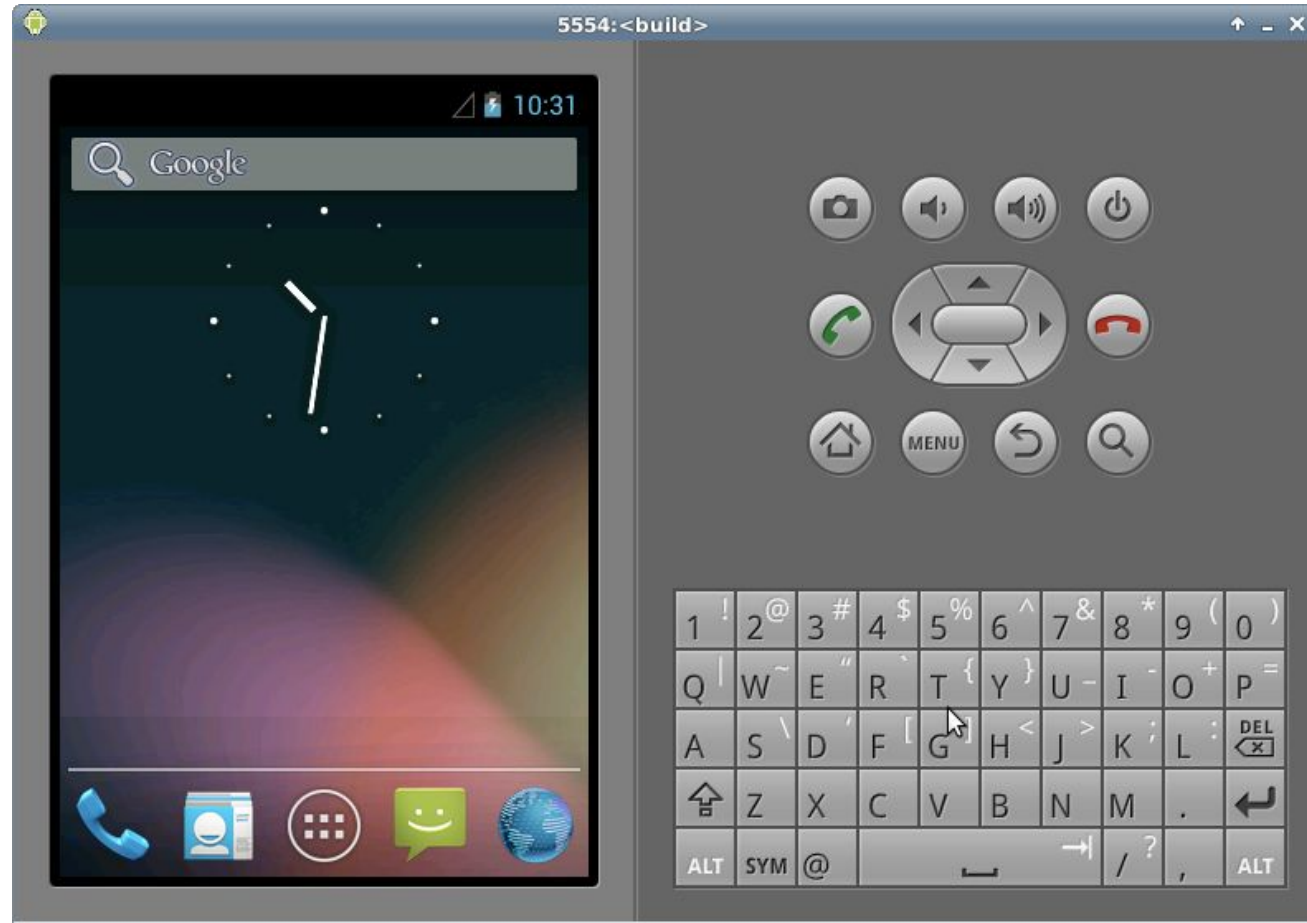 5554:<build>
10:31
Google
MENU
1 ! 2 @ 3 # 4 $ 5 % 6 ^ 7 & 8 * 9 ( 0 )
Q | W ~ E " R ` T { Y } U _ I - O + P =
A S \ D ' F [ G ] H < J > K ; L : DEL
Z X C V B N M .
ALT SYM @ / ? , ALT